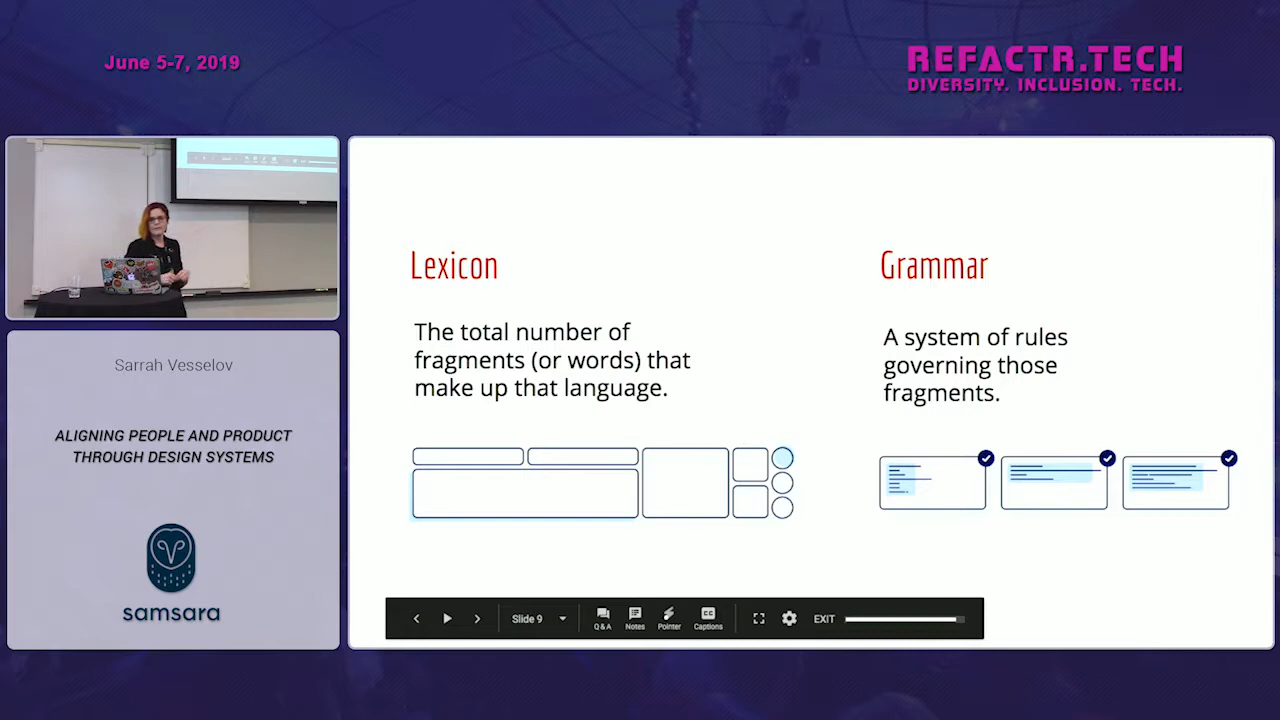 June 5-7, 2019
REFACTR.TECH
DIVERSITY. INCLUSION. TECH.
Sarrah Vesselov
ALIGNING PEOPLE AND PRODUCT
THROUGH DESIGN SYSTEMS
samsara
Lexicon
The total number of
fragments (or words) that
make up that language.
Grammar
A system of rules
governing those
fragments.
Slide 9
Q & A
Notes
Pointer
Captions
EXIT